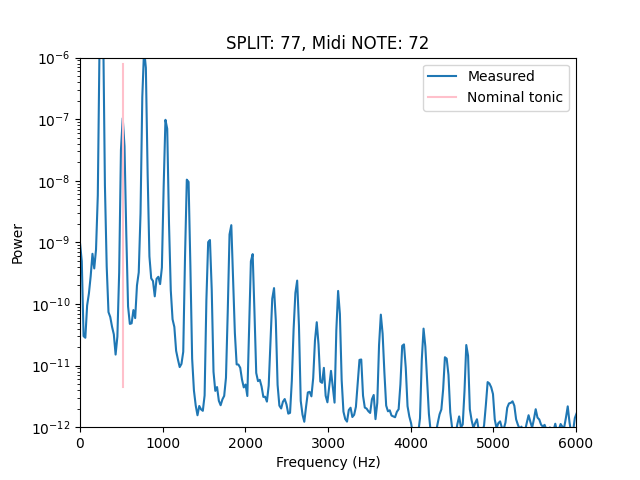 SPLIT: 77, Midi NOTE: 72
Measured
Nominal tonic
10⁻⁶
10⁻⁷
10⁻⁸
10⁻⁹
10⁻¹⁰
10⁻¹¹
10⁻¹²
Power
0 1000 2000 3000 4000 5000 6000
Frequency (Hz)